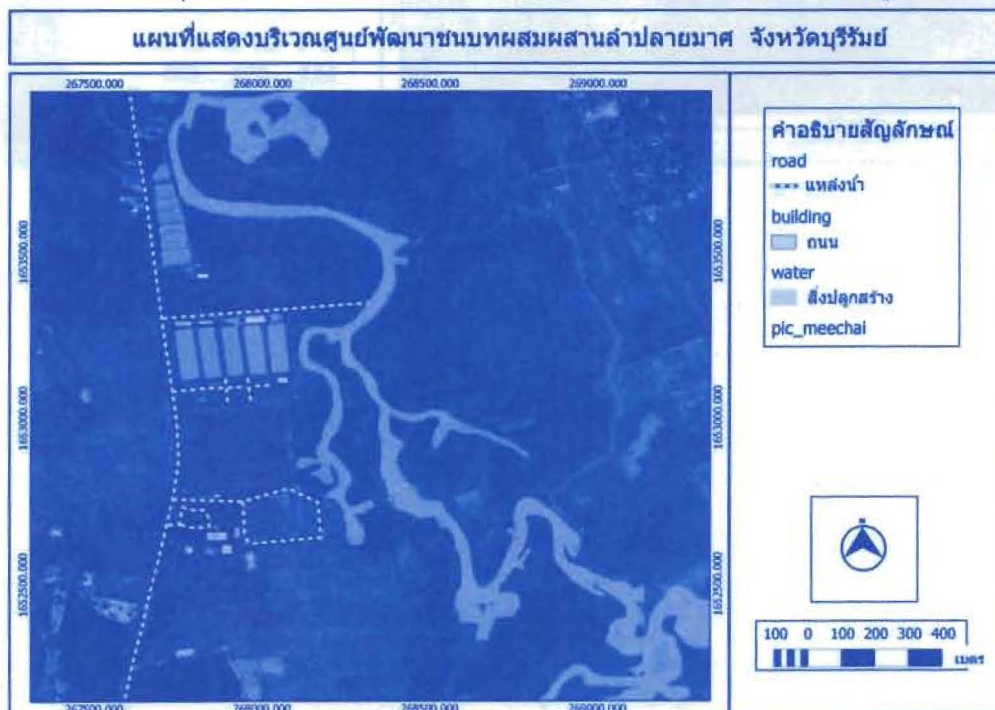 แผนที่แสดงบริเวณศูนย์พัฒนาชนบทผสมผสานลำปลายมาศ จังหวัดบุรีรัมย์
267500.000 268000.000 268500.000 269000.000
1653500.000 1653500.000
1653000.000 1653000.000
1652500.000 1652500.000
267500.000 268000.000 268500.000 269000.000
คำอธิบายสัญลักษณ์
road
แหล่งน้ำ
building
ถนน
water
สิ่งปลูกสร้าง
pic_meechai
N
100 0 100 200 300 400
เมตร